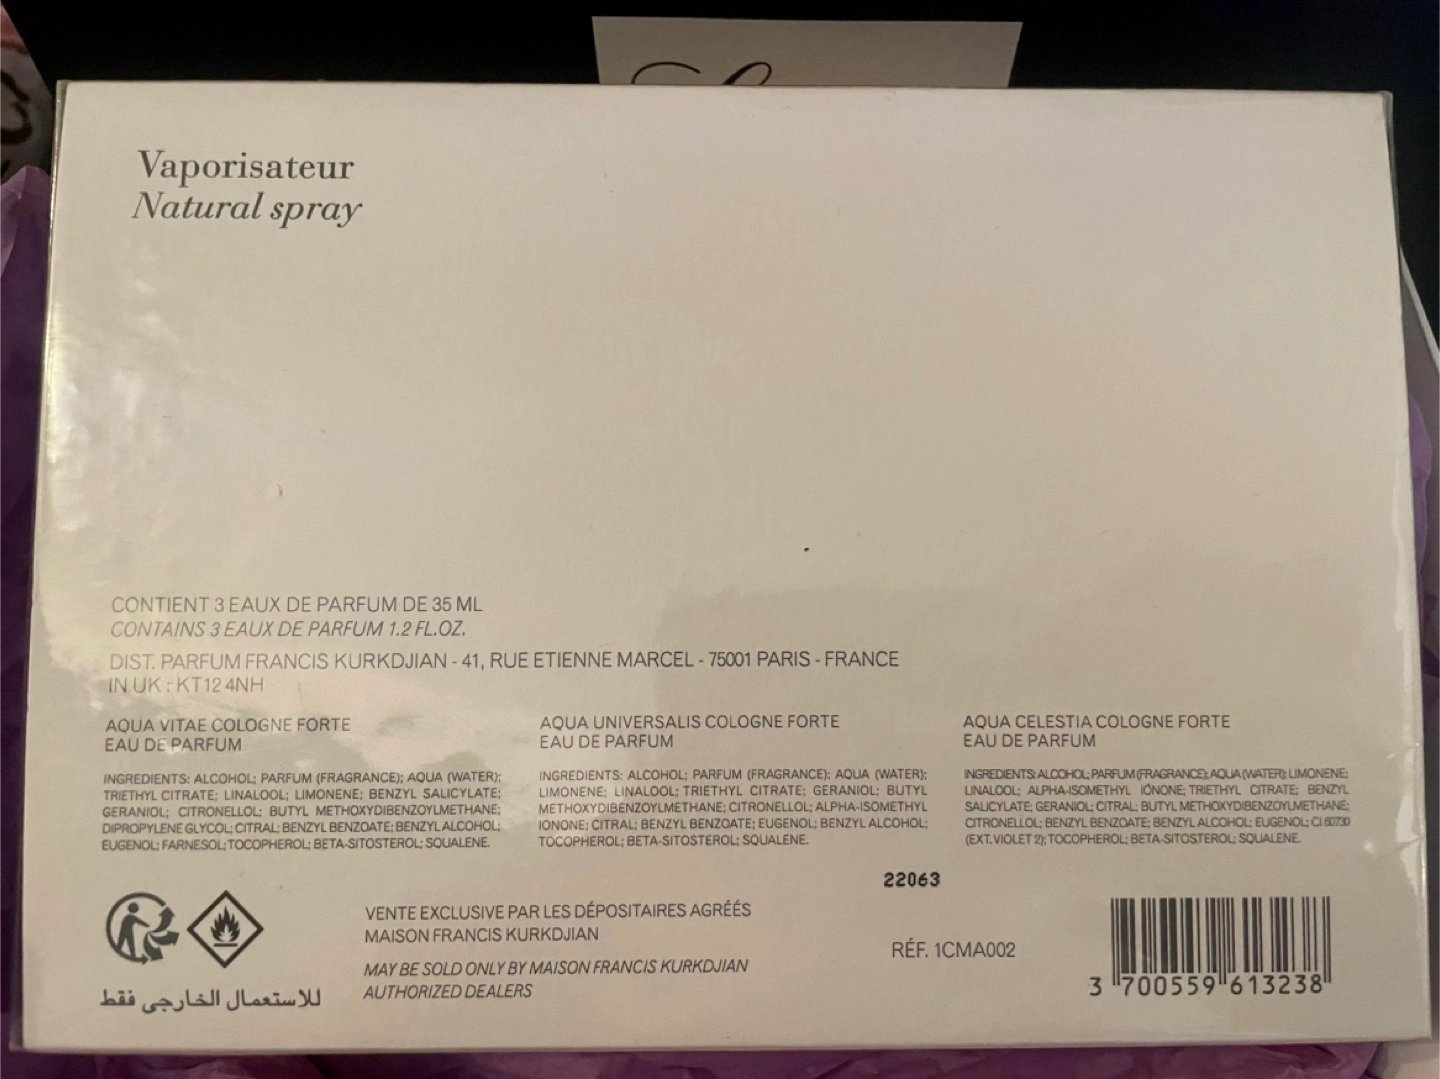 Vaporisateur
Natural spray
CONTIENT 3 EAUX DE PARFUM DE 35 ML
CONTAINS 3 EAUX DE PARFUM 1.2 FL.OZ.
DIST. PARFUM FRANCIS KURKDJIAN - 41, RUE ETIENNE MARCEL - 75001 PARIS - FRANCE
IN UK : KT12 4NH
AQUA VITAE COLOGNE FORTE
EAU DE PARFUM
INGREDIENTS: ALCOHOL; PARFUM (FRAGRANCE); AQUA (WATER);
TRIETHYL CITRATE; LINALOOL; LIMONENE; BENZYL SALICYLATE;
GERANIOL; CITRONELLOL; BUTYL METHOXYDIBENZOYLMETHANE;
DIPROPYLENE GLYCOL; CITRAL; BENZYL BENZOATE; BENZYL ALCOHOL;
EUGENOL; FARNESOL; TOCOPHEROL; BETA-SITOSTEROL; SQUALENE.
AQUA UNIVERSALIS COLOGNE FORTE
EAU DE PARFUM
INGREDIENTS: ALCOHOL; PARFUM (FRAGRANCE); AQUA (WATER);
LIMONENE; LINALOOL; TRIETHYL CITRATE; GERANIOL; BUTYL
METHOXYDIBENZOYLMETHANE; CITRONELLOL; ALPHA-ISOMETHYL
IONONE; CITRAL; BENZYL BENZOATE; EUGENOL; BENZYL ALCOHOL;
TOCOPHEROL; BETA-SITOSTEROL; SQUALENE.
AQUA CELESTIA COLOGNE FORTE
EAU DE PARFUM
INGREDIENTS: ALCOHOL; PARFUM (FRAGRANCE); AQUA (WATER); LIMONENE;
LINALOOL; ALPHA-ISOMETHYL IONONE; TRIETHYL CITRATE; BENZYL
SALICYLATE; GERANIOL; CITRAL; BUTYL METHOXYDIBENZOYLMETHANE;
CITRONELLOL; BENZYL BENZOATE; BENZYL ALCOHOL; EUGENOL; CI 60730
(EXT. VIOLET 2); TOCOPHEROL; BETA-SITOSTEROL; SQUALENE.
22063
VENTE EXCLUSIVE PAR LES DÉPOSITAIRES AGRÉÉS
MAISON FRANCIS KURKDJIAN
MAY BE SOLD ONLY BY MAISON FRANCIS KURKDJIAN
AUTHORIZED DEALERS
للاستعمال الخارجي فقط
RÉF. 1CMA002
3 700559 613238